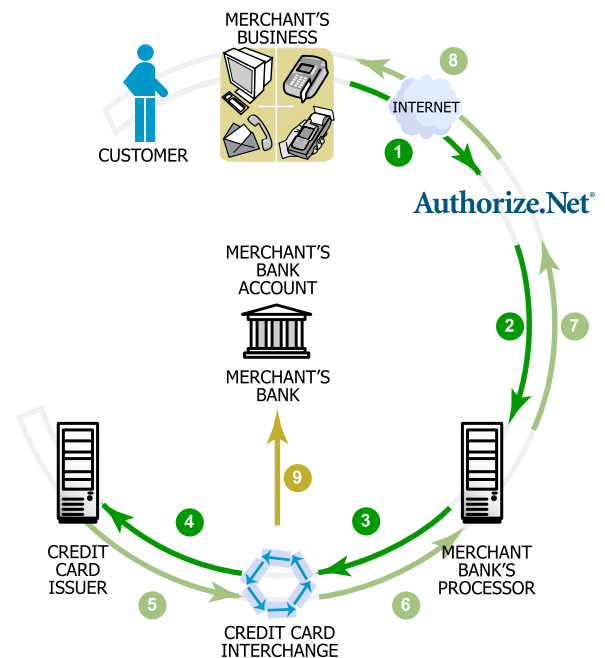 MERCHANT'S
BUSINESS
8
INTERNET
CUSTOMER
1
Authorize.Net®
MERCHANT'S
BANK
ACCOUNT
2
7
MERCHANT'S
BANK
9
4
3
CREDIT
CARD
ISSUER
MERCHANT
BANK'S
PROCESSOR
5
6
CREDIT CARD
INTERCHANGE